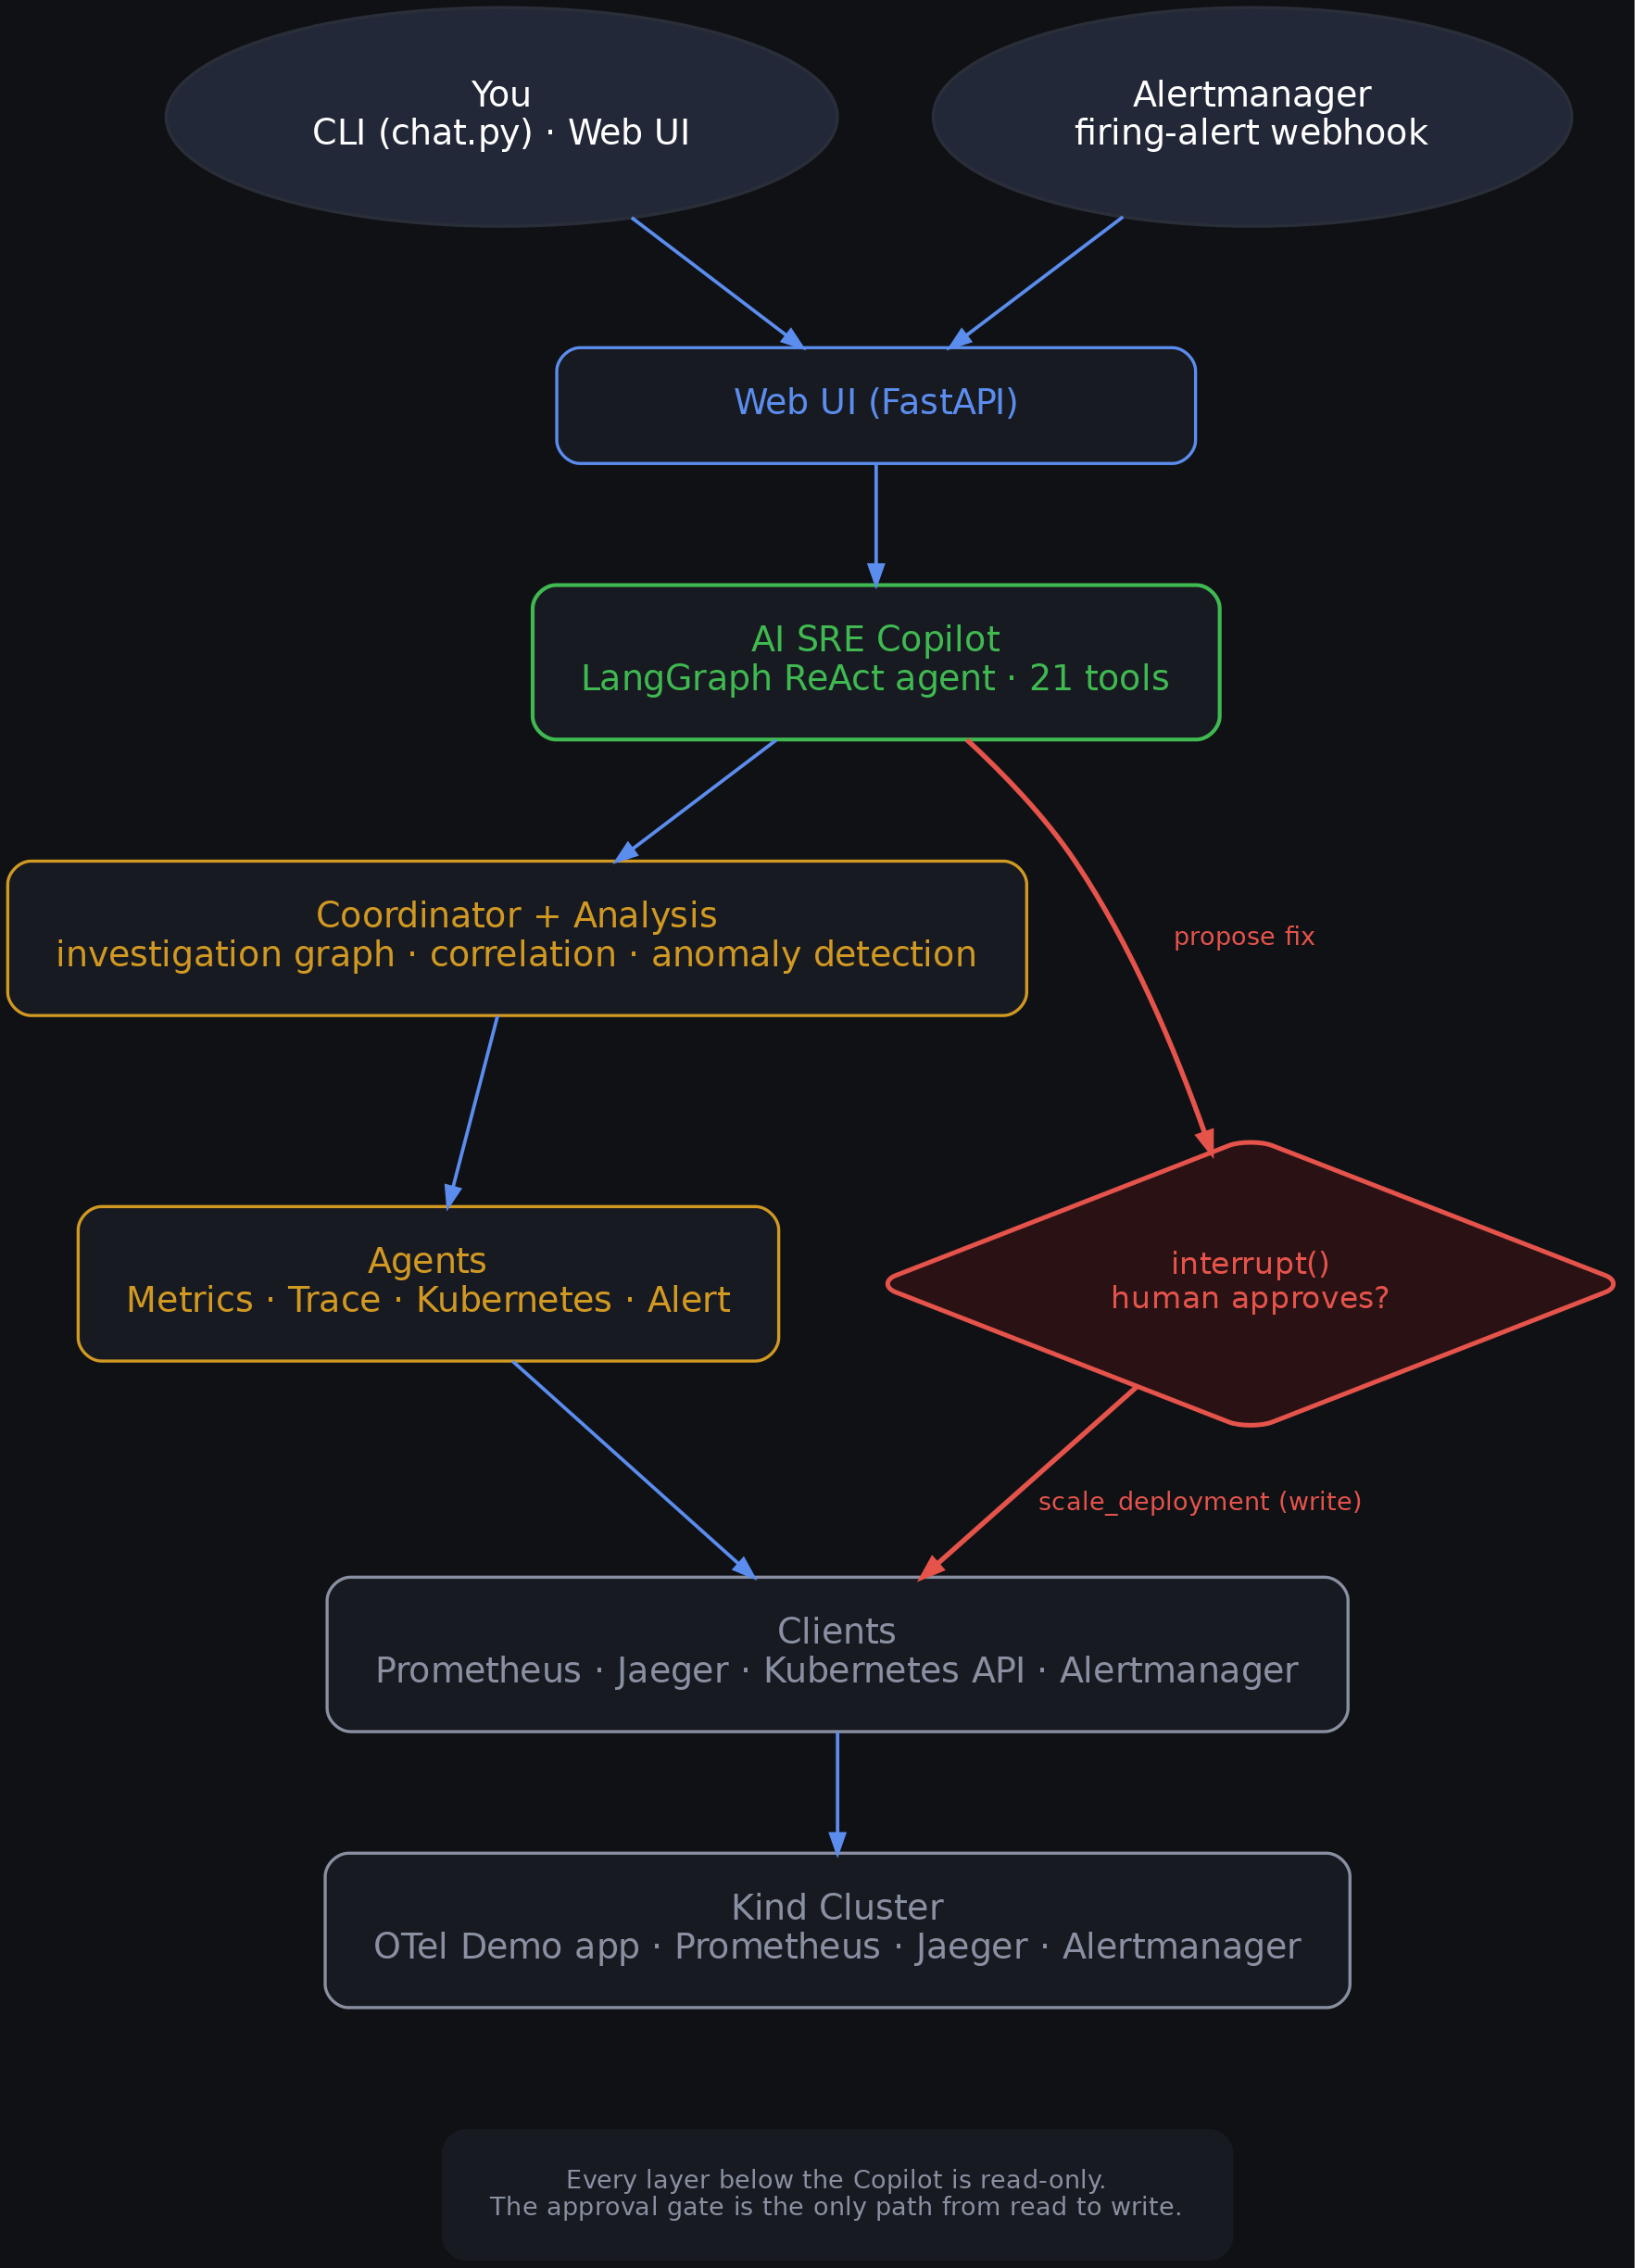 You
CLI (chat.py) · Web UI
Alertmanager
firing-alert webhook
Web UI (FastAPI)
AI SRE Copilot
LangGraph ReAct agent · 21 tools
Coordinator + Analysis
investigation graph · correlation · anomaly detection
propose fix
Agents
Metrics · Trace · Kubernetes · Alert
interrupt()
human approves?
scale_deployment (write)
Clients
Prometheus · Jaeger · Kubernetes API · Alertmanager
Kind Cluster
OTel Demo app · Prometheus · Jaeger · Alertmanager
Every layer below the Copilot is read-only.
The approval gate is the only path from read to write.